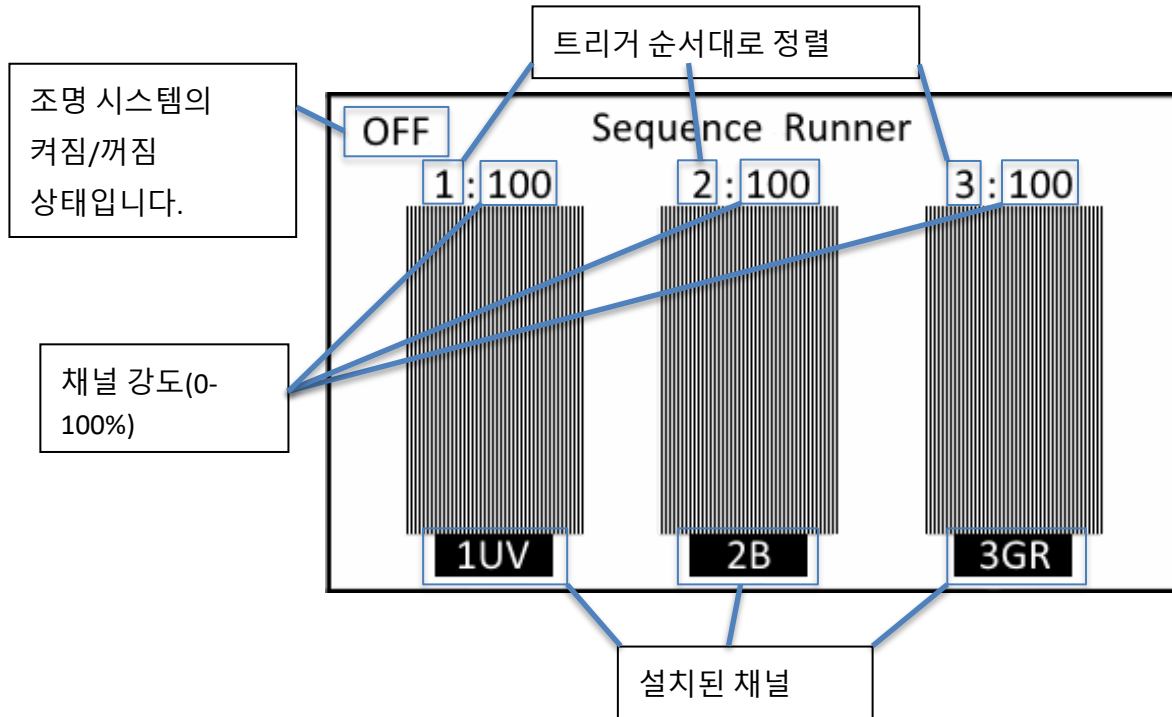 트리거 순서대로 정렬
조명 시스템의
켜짐/꺼짐
상태입니다.
OFF
Sequence Runner
1 : 100
2 : 100
3 : 100
채널 강도(0-
100%)
1UV
2B
3GR
설치된 채널